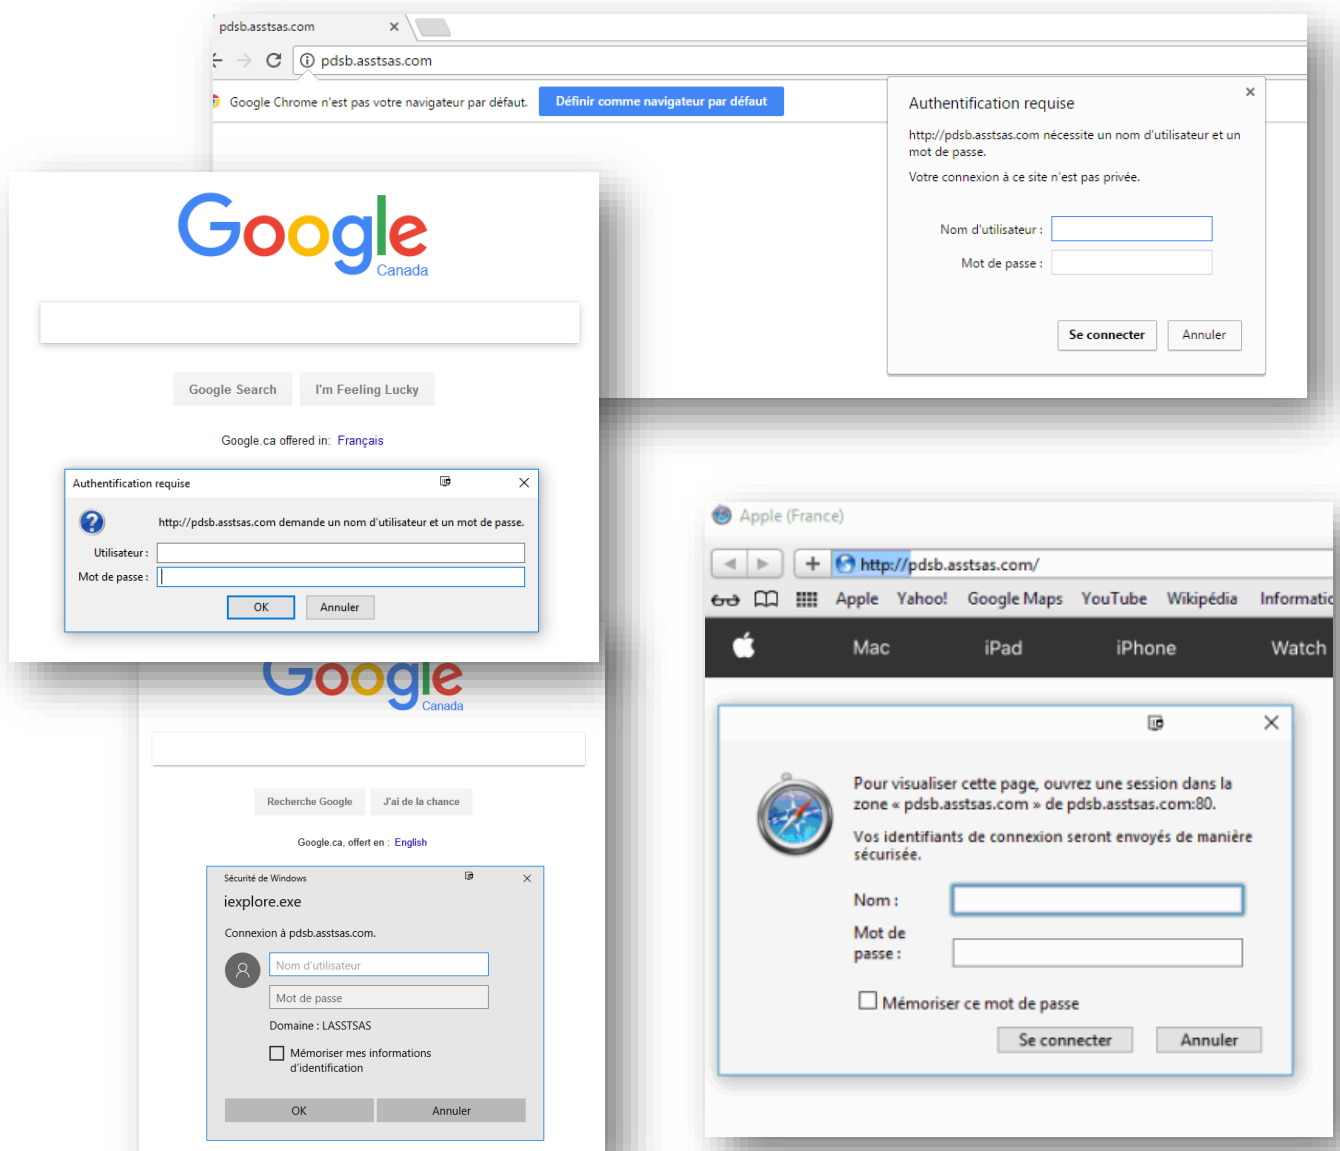 pdsb.asstsas.com
pdsb.asstsas.com
Google Chrome n'est pas votre navigateur par défaut.
Définir comme navigateur par défaut
Authentification requise
http://pdsb.asstsas.com nécessite un nom d'utilisateur et un
mot de passe.
Votre connexion à ce site n'est pas privée.
Nom d'utilisateur :
Mot de passe :
Se connecter
Annuler
Google
Canada
Google Search
I'm Feeling Lucky
Google.ca offered in: Français
Authentification requise
http://pdsb.asstsas.com demande un nom d'utilisateur et un mot de passe.
Utilisateur :
Mot de passe :
OK
Annuler
Google
Canada
Recherche Google
J'ai de la chance
Google.ca, offert en : English
Sécurité de Windows
iexplore.exe
Connexion à pdsb.asstsas.com.
Nom d'utilisateur
Mot de passe
Domaine : LASSTSAS
Mémoriser mes informations
d'identification
OK
Annuler
Apple (France)
http://pdsb.asstsas.com/
Apple Yahoo! Google Maps YouTube Wikipédia Informatio
Mac iPad iPhone Watch
Pour visualiser cette page, ouvrez une session dans la
zone « pdsb.asstsas.com » de pdsb.asstsas.com:80.
Vos identifiants de connexion seront envoyés de manière
sécurisée.
Nom :
Mot de
passe :
Mémoriser ce mot de passe
Se connecter
Annuler